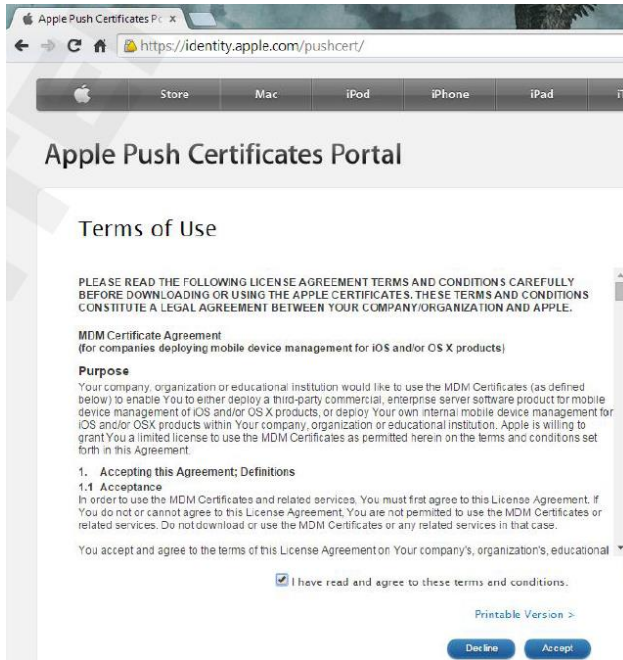 Apple Push Certificates Po
https://identity.apple.com/pushcert/
Store Mac iPod iPhone iPad
Apple Push Certificates Portal
Terms of Use
PLEASE READ THE FOLLOWING LICENSE AGREEMENT TERMS AND CONDITIONS CAREFULLY
BEFORE DOWNLOADING OR USING THE APPLE CERTIFICATES. THESE TERMS AND CONDITIONS
CONSTITUTE A LEGAL AGREEMENT BETWEEN YOUR COMPANY/ORGANIZATION AND APPLE.
MDM Certificate Agreement
(for companies deploying mobile device management for iOS and/or OS X products)
Purpose
Your company, organization or educational institution would like to use the MDM Certificates (as defined
below) to enable You to either deploy a third-party commercial, enterprise server software product for mobile
device management of iOS and/or OS X products, or deploy Your own internal mobile device management for
iOS and/or OSX products within Your company, organization or educational institution. Apple is willing to
grant You a limited license to use the MDM Certificates as permitted herein on the terms and conditions set
forth in this Agreement.
1. Accepting this Agreement; Definitions
1.1 Acceptance
In order to use the MDM Certificates and related services, You must first agree to this License Agreement. If
You do not or cannot agree to this License Agreement, You are not permitted to use the MDM Certificates or
related services. Do not download or use the MDM Certificates or any related services in that case.
You accept and agree to the terms of this License Agreement on Your company's, organization's, educational
I have read and agree to these terms and conditions.
Printable Version >
Decline Accept